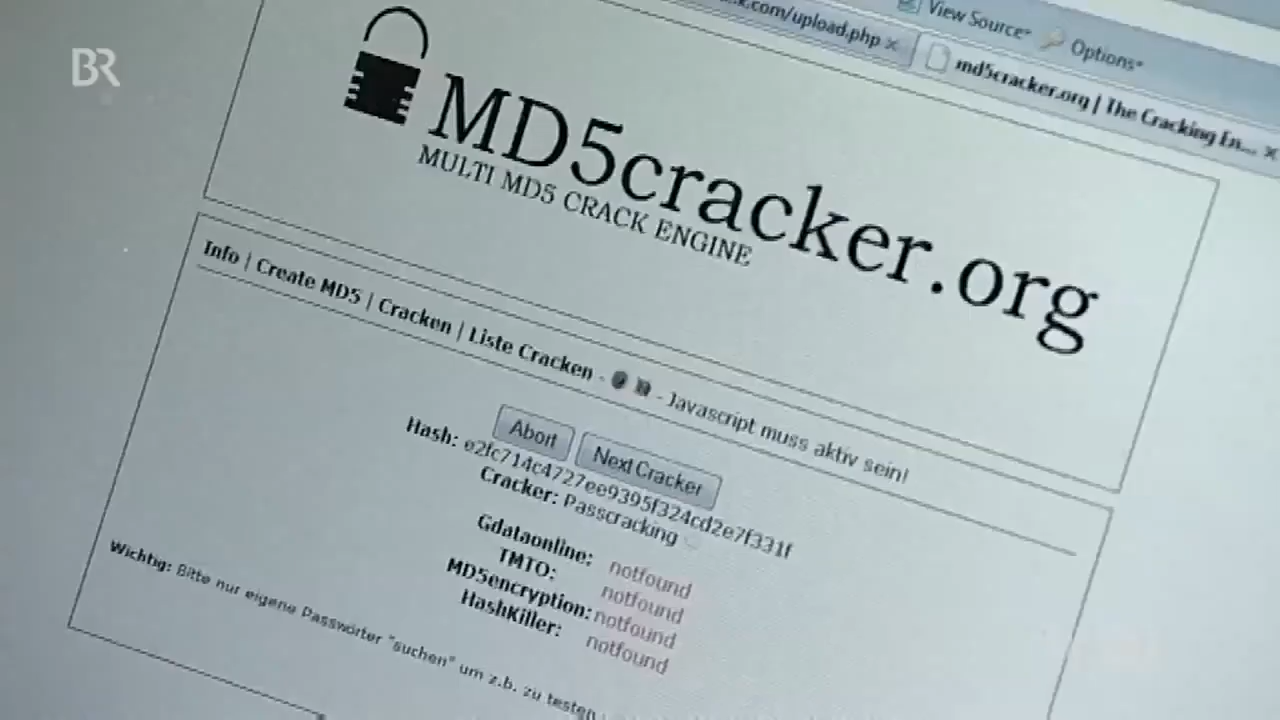 BR
k.com/upload.php ×
View Source*
Options*
md5cracker.org | The Cracking En... ×
MD5cracker.org
MULTI MD5 CRACK ENGINE
Info | Create MD5 | Cracken | Liste Cracken - - Javascript muss aktiv sein!
Abort
Next Cracker
Hash: e2fc714c4727ee9395f324cd2e7f331f
Cracker: Passcracking
Gdataonline: notfound
TMTO: notfound
MD5encryption: notfound
HashKiller: notfound
Wichtig: Bitte nur eigene Passwörter "suchen" um z.b. zu testen